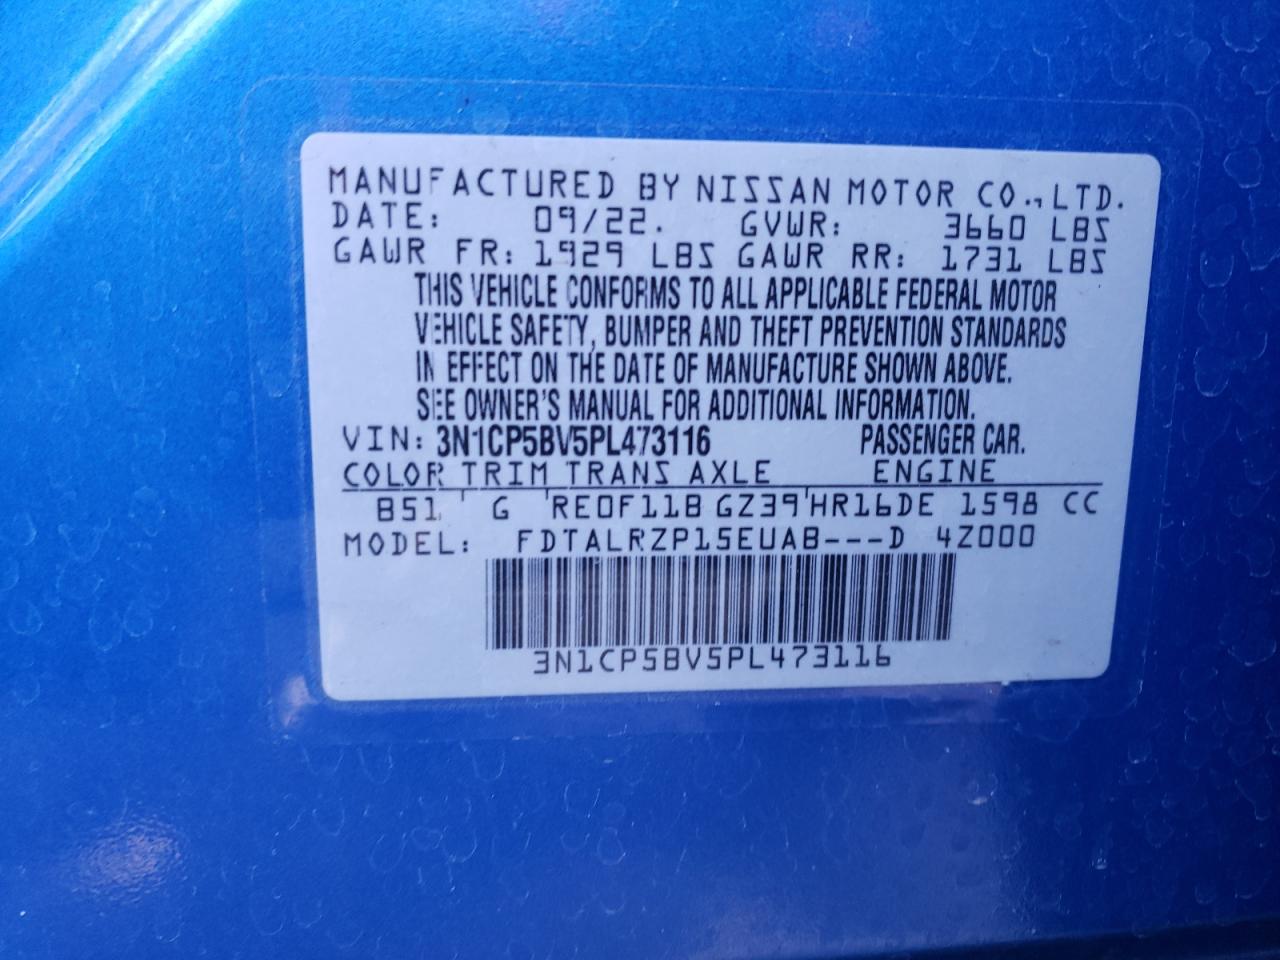 MANUFACTURED BY NISSAN MOTOR CO., LTD.
DATE: 09/22. GVWR: 3660 LBS
GAWR FR: 1929 LBS GAWR RR: 1731 LBS
THIS VEHICLE CONFORMS TO ALL APPLICABLE FEDERAL MOTOR
VEHICLE SAFETY, BUMPER AND THEFT PREVENTION STANDARDS
IN EFFECT ON THE DATE OF MANUFACTURE SHOWN ABOVE.
SEE OWNER'S MANUAL FOR ADDITIONAL INFORMATION.
VIN: 3N1CP5BV5PL473116 PASSENGER CAR.
COLOR TRIM TRANS AXLE ENGINE
B51 G RE0F11B GZ39 HR16DE 1598 CC
MODEL: FDTALRZP15EUAB---D 4Z000
3N1CP5BV5PL473116